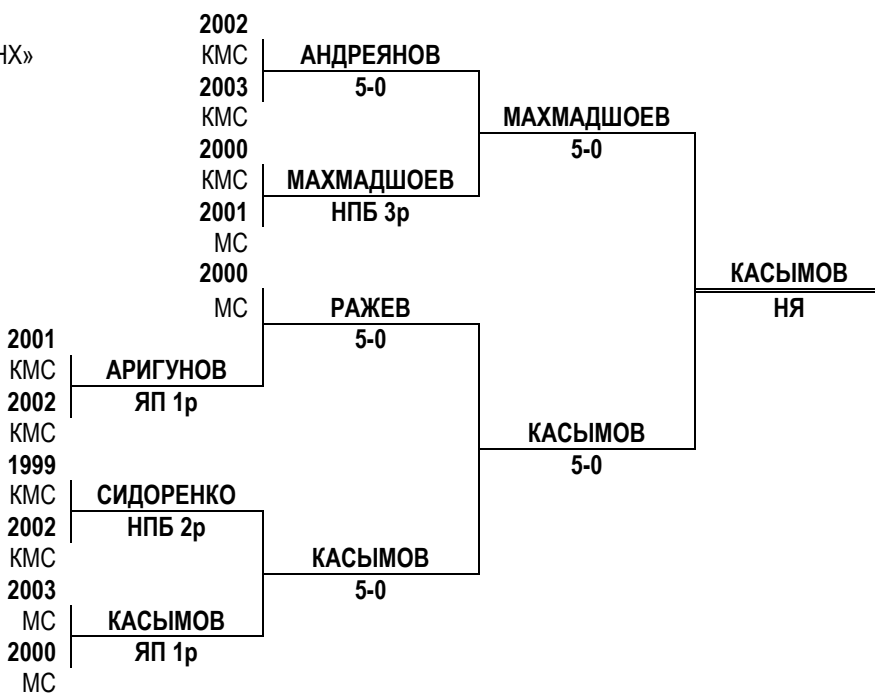 2002
НХ»
КМС АНДРЕЯНОВ
2003 5-0
КМС МАХМАДШОЕВ
2000 5-0
КМС МАХМАДШОЕВ
2001 НПБ 3р
МС
2000 КАСЫМОВ
МС РАЖЕВ НЯ
2001 5-0
КМС АРИГУНОВ
2002 ЯП 1р
КМС КАСЫМОВ
1999 5-0
КМС СИДОРЕНКО
2002 НПБ 2р
КМС КАСЫМОВ
2003 5-0
МС КАСЫМОВ
2000 ЯП 1р
МС